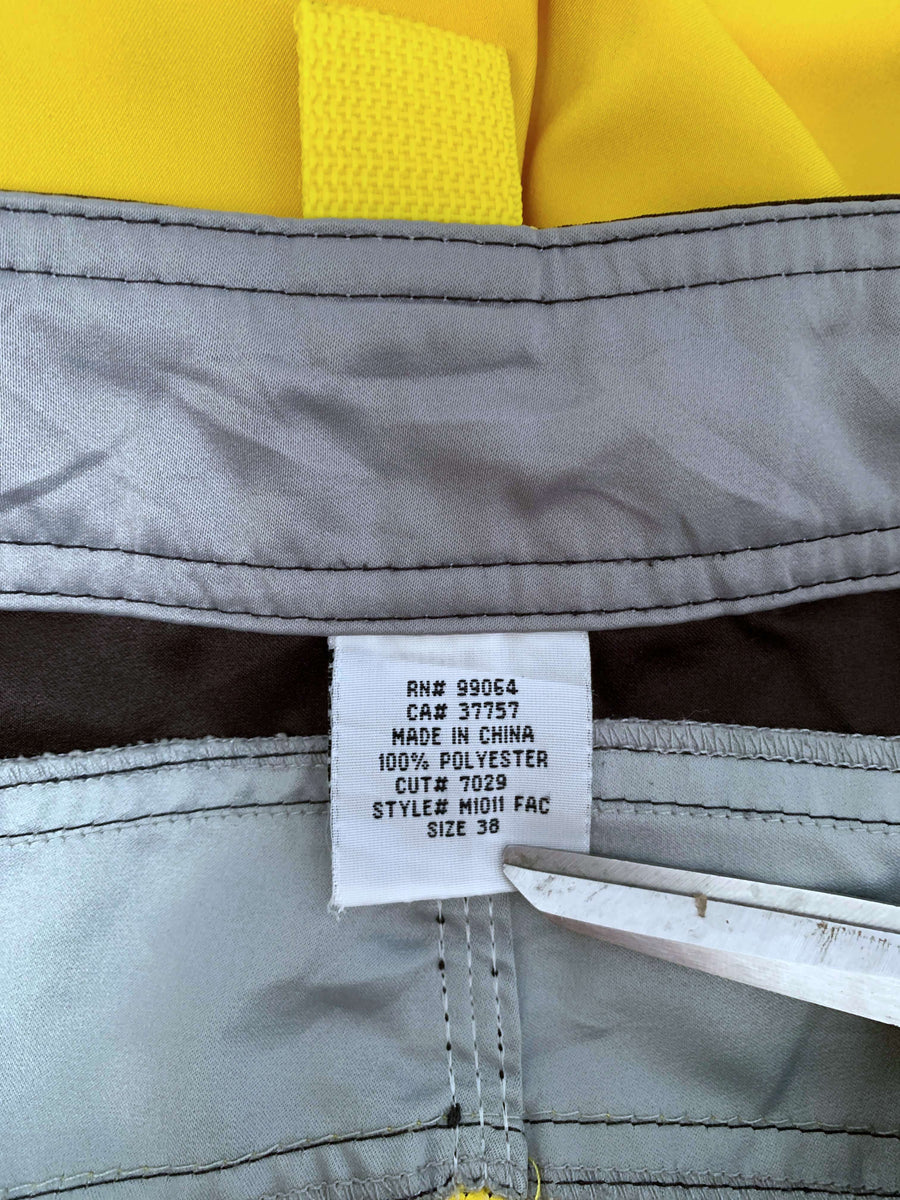 RN# 99064
CA# 37757
MADE IN CHINA
100% POLYESTER
CUT# 7029
STYLE# M1011 FAC
SIZE 38